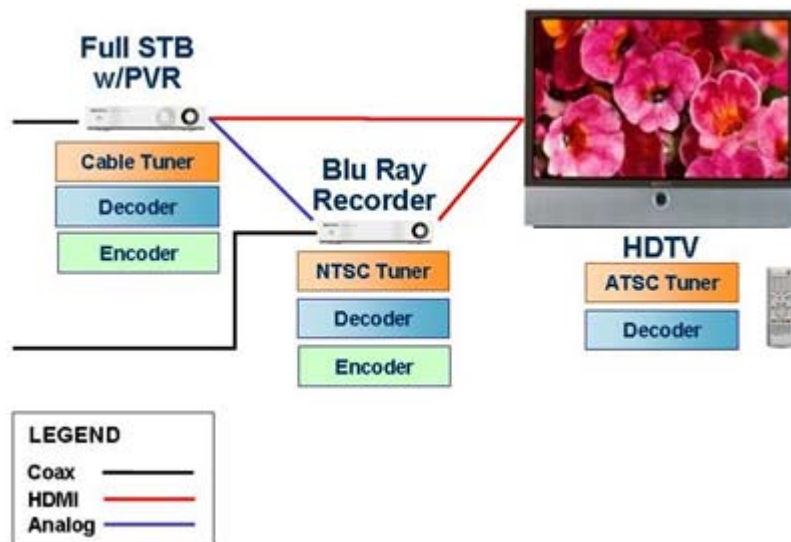 Full STB
w/PVR
Cable Tuner
Decoder
Encoder
Blu Ray
Recorder
NTSC Tuner
Decoder
Encoder
HDTV
ATSC Tuner
Decoder
LEGEND
Coax
HDMI
Analog